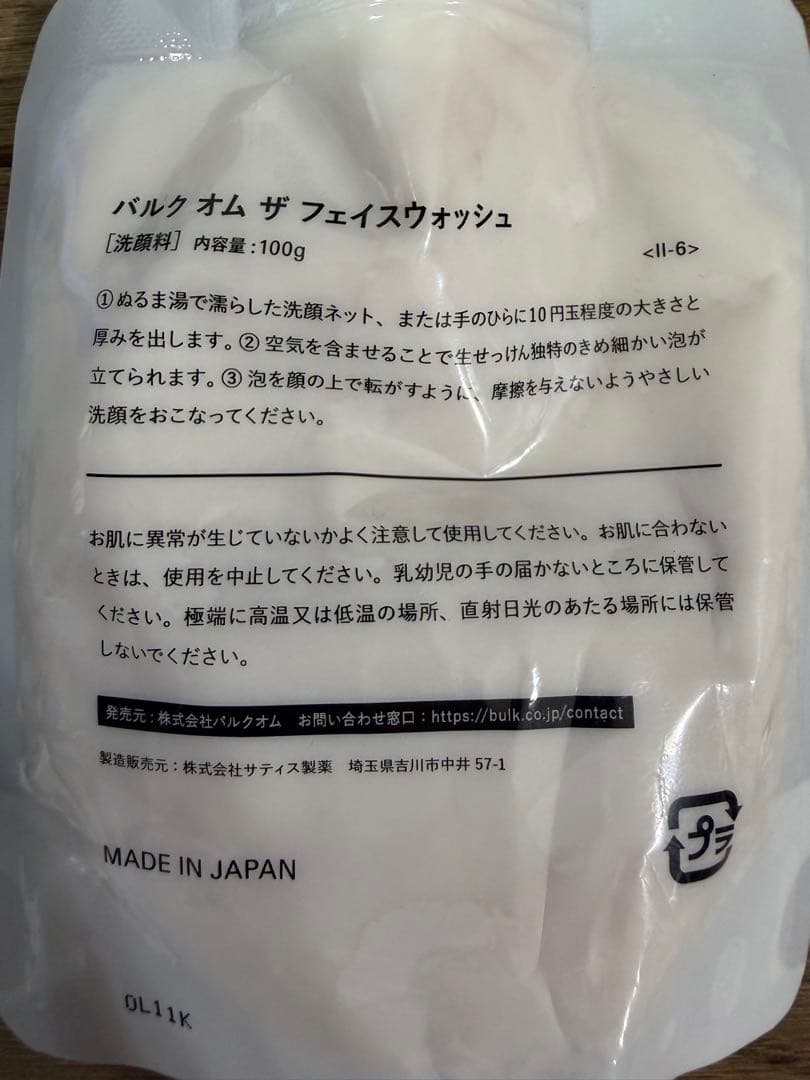 バルク オム ザ フェイスウォッシュ
［洗顔料］ 内容量：100g <II-6>
①ぬるま湯で濡らした洗顔ネット、または手のひらに10円玉程度の大きさと
厚みを出します。②空気を含ませることで生せっけん独特のきめ細かい泡が
立てられます。③泡を顔の上で転がすように、摩擦を与えないようやさしい
洗顔をおこなってください。
お肌に異常が生じていないかよく注意して使用してください。お肌に合わない
ときは、使用を中止してください。乳幼児の手の届かないところに保管して
ください。極端に高温又は低温の場所、直射日光のあたる場所には保管
しないでください。
発売元：株式会社バルクオム お問い合わせ窓口：https://bulk.co.jp/contact
製造販売元：株式会社サティス製薬 埼玉県吉川市中井 57-1
プラ
MADE IN JAPAN
0L11K